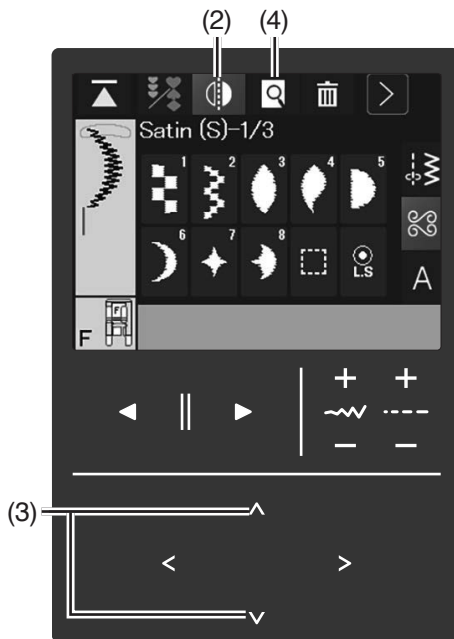 (2) (4)
Satin (S)-1/3
1 2 3 4 5
6 7 8 L.S
A
F F
+ +
− −
(3)
< >